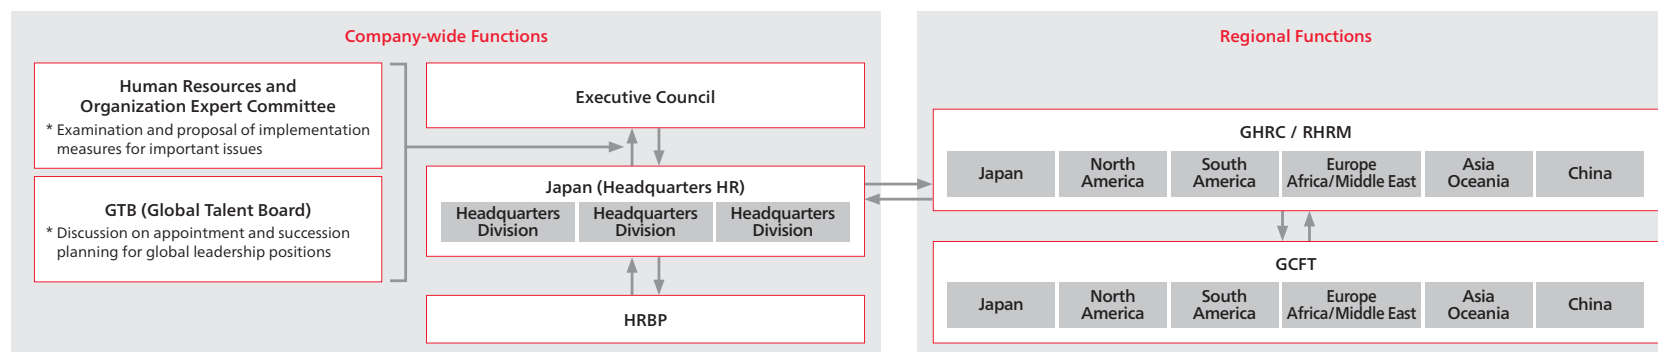 Company-wide Functions
Human Resources and
Organization Expert Committee
* Examination and proposal of implementation
measures for important issues
GTB (Global Talent Board)
* Discussion on appointment and succession
planning for global leadership positions
Executive Council
Japan (Headquarters HR)
Headquarters
Division
Headquarters
Division
Headquarters
Division
HRBP
Regional Functions
GHRC / RHRM
Japan
North
America
South
America
Europe
Africa/Middle East
Asia
Oceania
China
GCFT
Japan
North
America
South
America
Europe
Africa/Middle East
Asia
Oceania
China